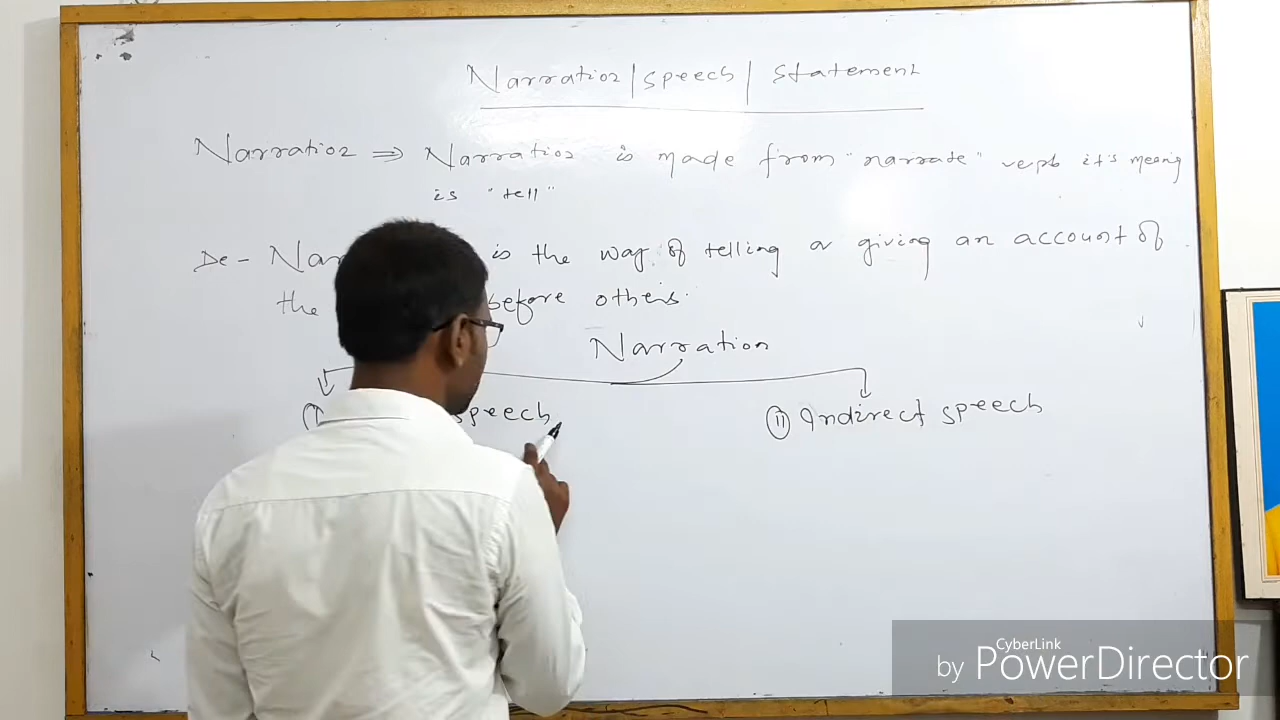 Narration/speech/statement
Narration ⇒ Narration is made from "narrate" verb it's meaning
is "tell"
De - Nar is the way of telling or giving an account of
the before others.
Narration
speech
(ii) Indirect speech
CyberLink
by PowerDirector